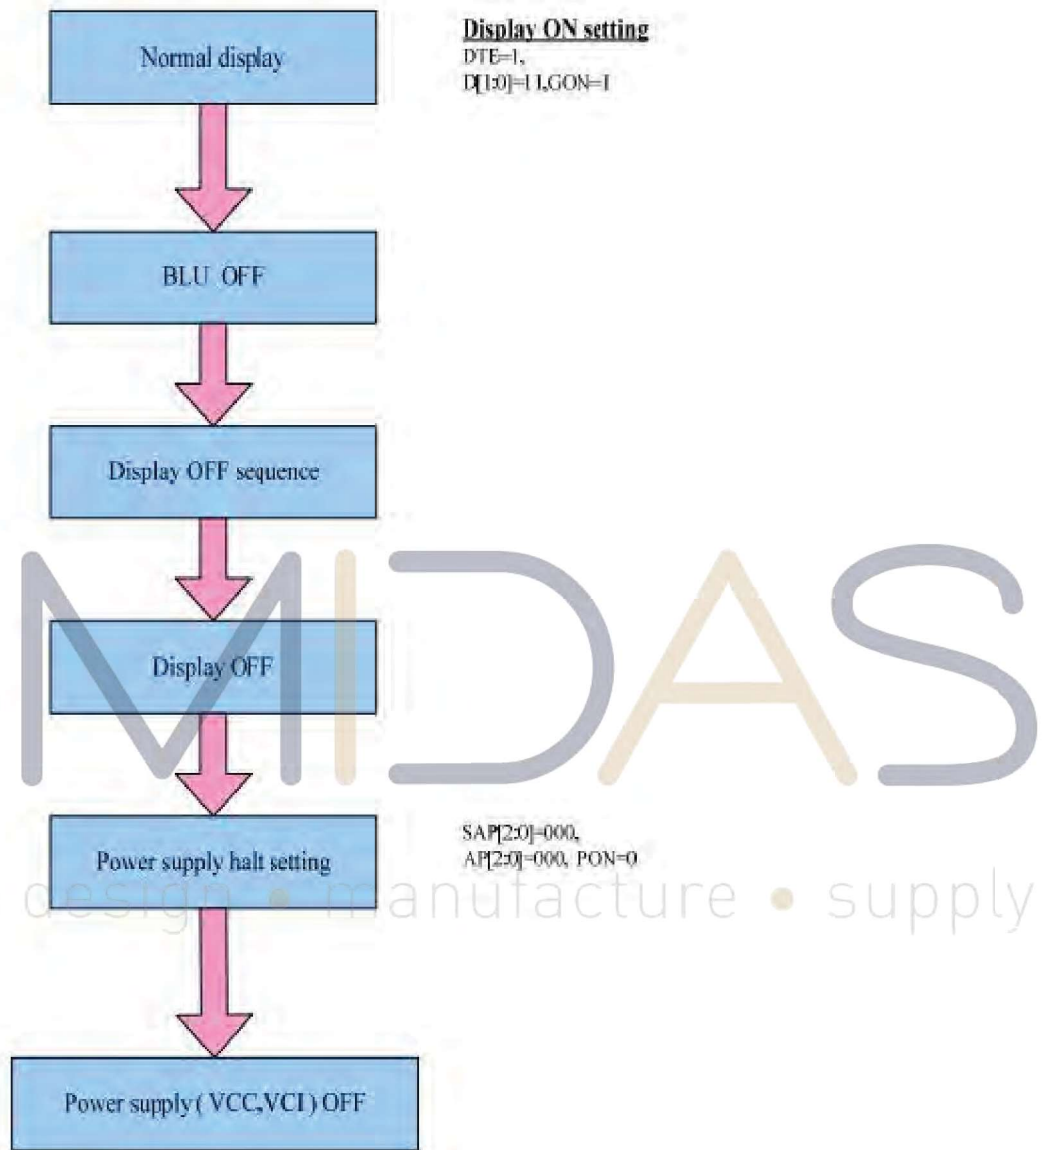 Normal display
Display ON setting
DTE=1,
D[1:0]=11,GON=1
BLU OFF
Display OFF sequence
MIDAS
Display OFF
Power supply halt setting
SAP[2:0]=000,
AP[2:0]=000, PON=0
design • manufacture • supply
Power supply ( VCC,VCI ) OFF